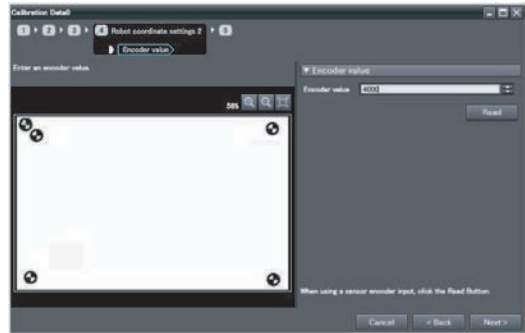 Calibration Data0
1 2 3 4 Robot coordinate settings 2 5
Encoder value
Enter an encoder value.
Encoder value
Encoder value 4000
Read
56%
When using a sensor encoder input, click the Read Button.
Cancel < Back Next >